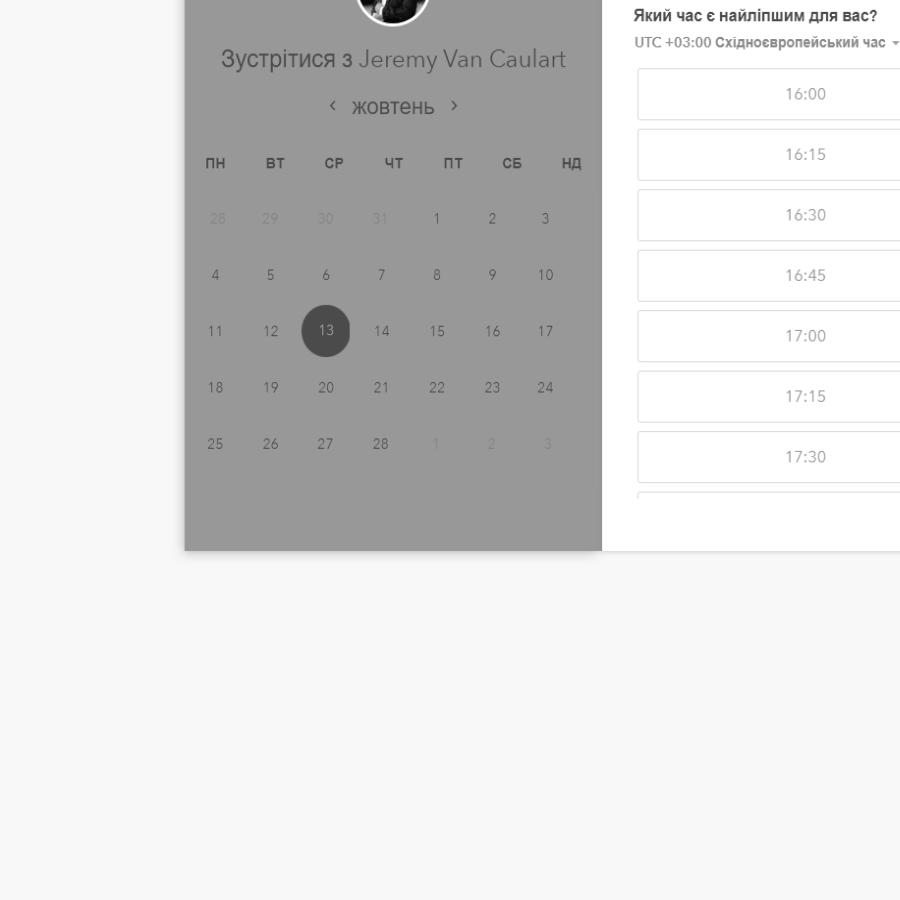 Зустрітися з Jeremy Van Caulart
жовтень
ПН ВТ СР ЧТ ПТ СБ НД
28 29 30 31 1 2 3
4 5 6 7 8 9 10
11 12 13 14 15 16 17
18 19 20 21 22 23 24
25 26 27 28 1 2 3
Який час є найліпшим для вас?
UTC +03:00 Східноєвропейський час
16:00
16:15
16:30
16:45
17:00
17:15
17:30